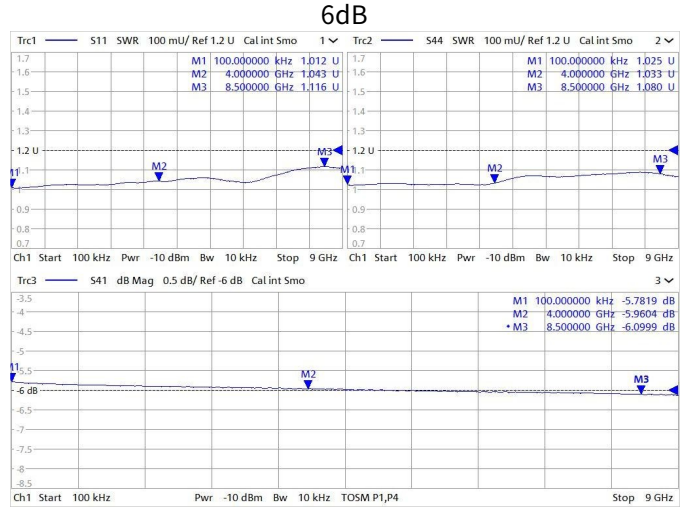 6dB
Trc1 S11 SWR 100 mU/ Ref 1.2 U Cal int Smo 1
1.7
1.6
1.5
1.4
1.3
1.2 U
1.1
1
0.9
0.8
0.7
M1 100.000000 kHz 1.012 U
M2 4.000000 GHz 1.043 U
M3 8.500000 GHz 1.116 U
M1
M2
M3
Ch1 Start 100 kHz Pwr -10 dBm Bw 10 kHz Stop 9 GHz
Trc2 S44 SWR 100 mU/ Ref 1.2 U Cal int Smo 2
1.7
1.6
1.5
1.4
1.3
1.2 U
1.1
1
0.9
0.8
0.7
M1 100.000000 kHz 1.025 U
M2 4.000000 GHz 1.033 U
M3 8.500000 GHz 1.080 U
M1
M2
M3
Ch1 Start 100 kHz Pwr -10 dBm Bw 10 kHz Stop 9 GHz
Trc3 S41 dB Mag 0.5 dB/ Ref -6 dB Cal int Smo 3
-3.5
-4
-4.5
-5
-5.5
-6 dB
-6.5
-7
-7.5
-8
-8.5
M1 100.000000 kHz -5.7819 dB
M2 4.000000 GHz -5.9604 dB
• M3 8.500000 GHz -6.0999 dB
M1
M2
M3
Ch1 Start 100 kHz Pwr -10 dBm Bw 10 kHz TOSM P1,P4 Stop 9 GHz